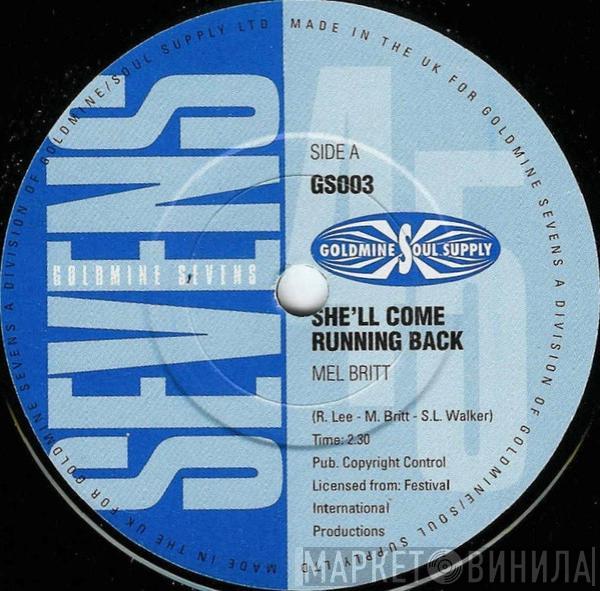 MADE IN THE UK FOR GOLDMINE SEVENS A DIVISION OF GOLDMINE/SOUL SUPPLY LTD
MADE IN THE UK FOR GOLDMINE SEVENS A DIVISION OF GOLDMINE/SOUL SUPPLY LTD
SEVENS
GOLDMINE SEVENS
45
SIDE A
GS003
GOLDMINE SOUL SUPPLY
SHE'LL COME
RUNNING BACK
MEL BRITT
(R. Lee - M. Britt - S.L. Walker)
Time: 2.30
Pub. Copyright Control
Licensed from: Festival
International
Productions
МАРКЕТ ВИНИЛА